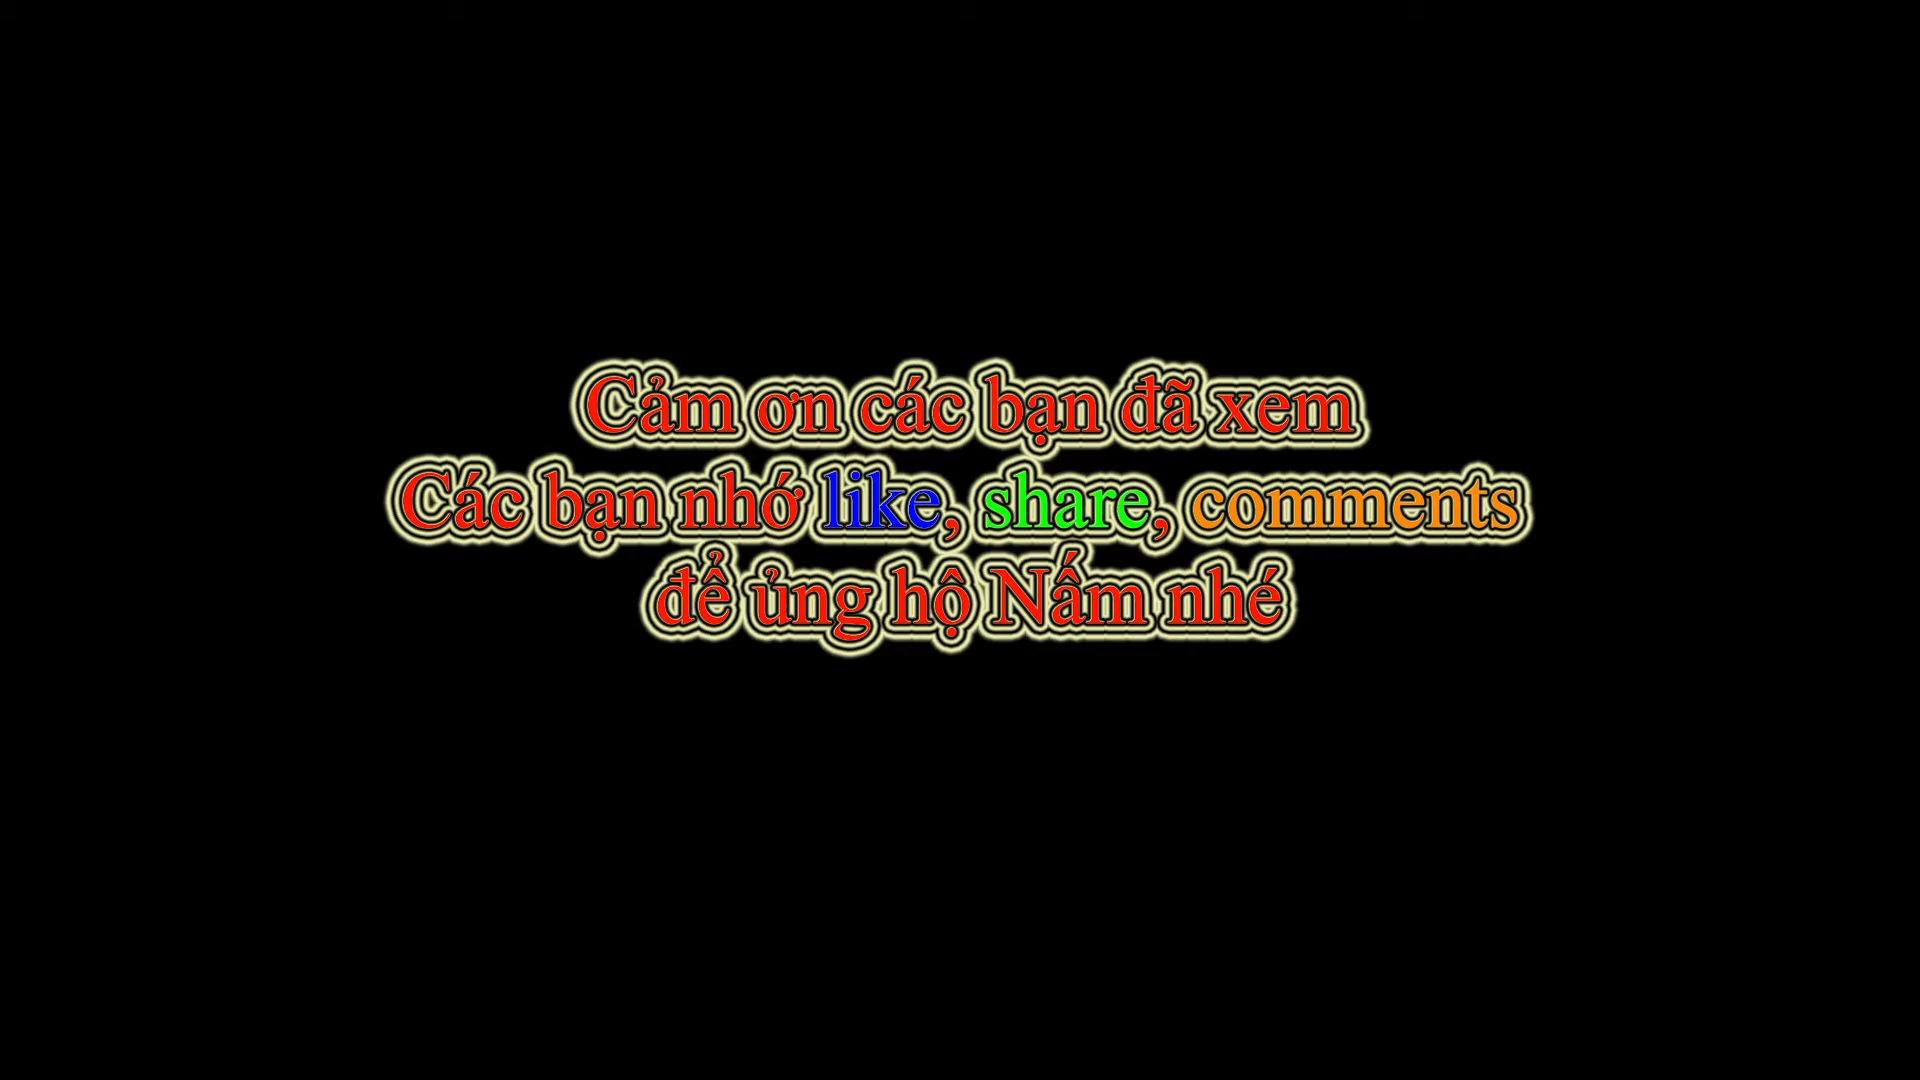 Cảm ơn các bạn đã xem
Các bạn nhớ like, share, comments
để ủng hộ Nấm nhé